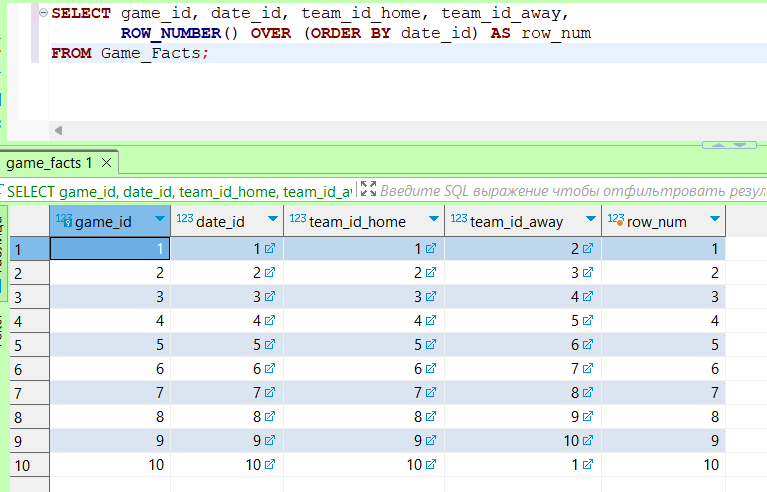 SELECT game_id, date_id, team_id_home, team_id_away,
ROW_NUMBER() OVER (ORDER BY date_id) AS row_num
FROM Game_Facts;
game_facts 1
SELECT game_id, date_id, team_id_home, team_id_av Введите SQL выражение чтобы отфильтровать резул
123 game_id 123 date_id 123 team_id_home 123 team_id_away 123 row_num
1 1 1 1 2 1
2 2 2 2 3 2
3 3 3 3 4 3
4 4 4 4 5 4
5 5 5 5 6 5
6 6 6 6 7 6
7 7 7 7 8 7
8 8 8 8 9 8
9 9 9 9 10 9
10 10 10 10 1 10